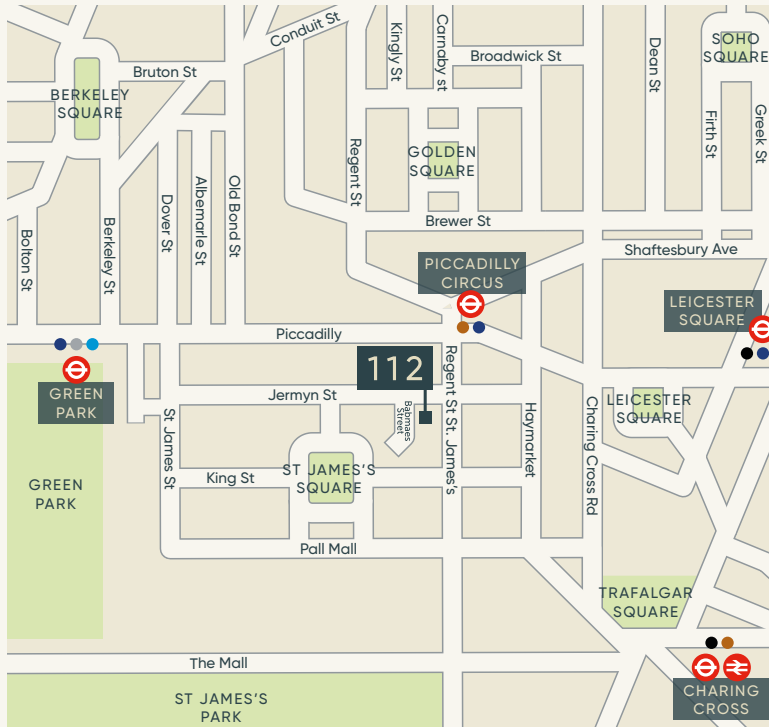 Conduit St
Kingly St
Carnaby st
Broadwick St
Dean St
SOHO
SQUARE
Bruton St
BERKELEY
SQUARE
Firth St
Greek St
Regent St
GOLDEN
SQUARE
Dover St
Albemarle St
Old Bond St
Berkeley St
Bolton St
Brewer St
Shaftesbury Ave
PICCADILLY
CIRCUS
LEICESTER
SQUARE
Piccadilly
112
GREEN
PARK
Jermyn St
Babmaes
Street
Regent St St. James's
LEICESTER
SQUARE
St. James St
Haymarket
Charing Cross Rd
King St
ST JAMES'S
SQUARE
GREEN
PARK
Pall Mall
TRAFALGAR
SQUARE
The Mall
ST JAMES'S
PARK
CHARING
CROSS